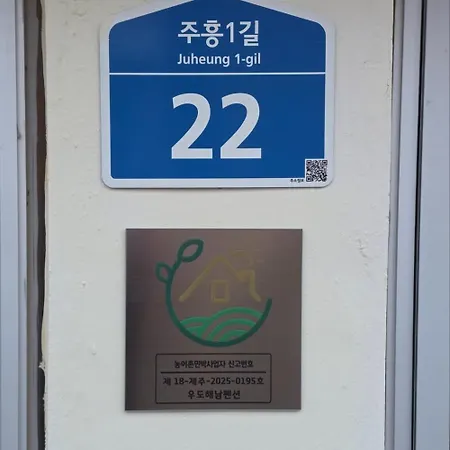 주흥1길
Juheung 1-gil
22
농어촌민박사업자 신고번호
제 18-제주-2025-0195호
우도해남펜션